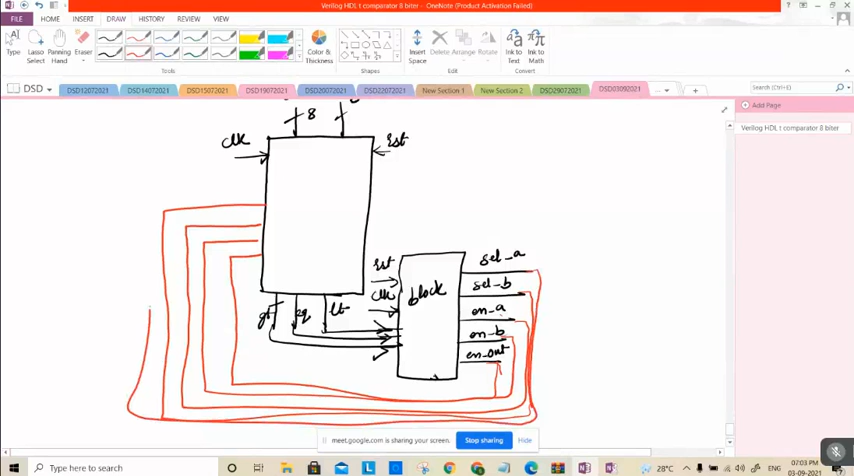 Verilog HDL t comparator 8 biter - OneNote (Product Activation Failed)
FILE HOME INSERT DRAW HISTORY REVIEW VIEW
Type Lasso Select Panning Hand Eraser
Color & Thickness
Insert Space Delete Arrange Rotate
Ink to Text Ink to Math
Tools Shapes Edit Convert
DSD DSD12072021 DSD14072021 DSD15072021 DSD19072021 DSD20072021 DSD22072021 New Section 1 New Section 2 DSD29072021 DSD03092021
Search (Ctrl+E)
Add Page
Verilog HDL t comparator 8 biter
8
clk
rst
gt eq lt
rst
clk
block
sel_a
sel_b
en_a
en_b
en_out
meet.google.com is sharing your screen. Stop sharing Hide
Type here to search
28°C
07:03 PM
03-09-2021